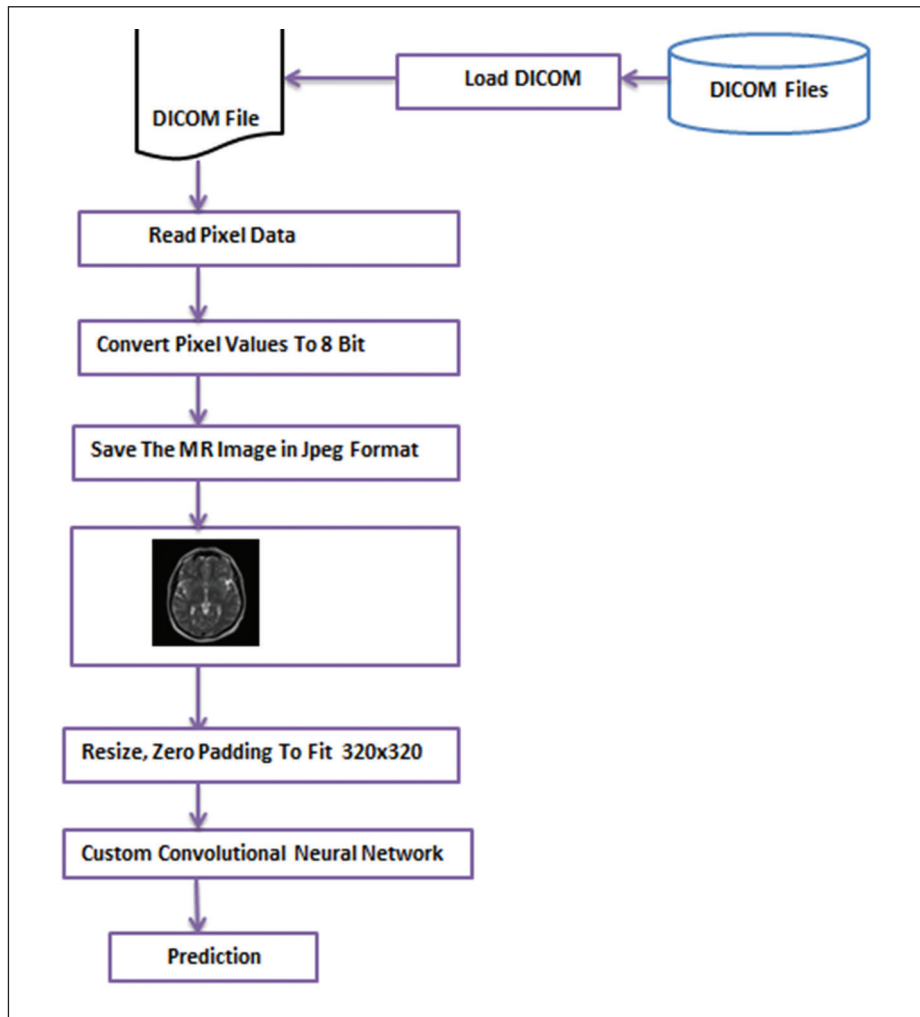 DICOM Files
Load DICOM
DICOM File
Read Pixel Data
Convert Pixel Values To 8 Bit
Save The MR Image in Jpeg Format
Resize, Zero Padding To Fit 320x320
Custom Convolutional Neural Network
Prediction